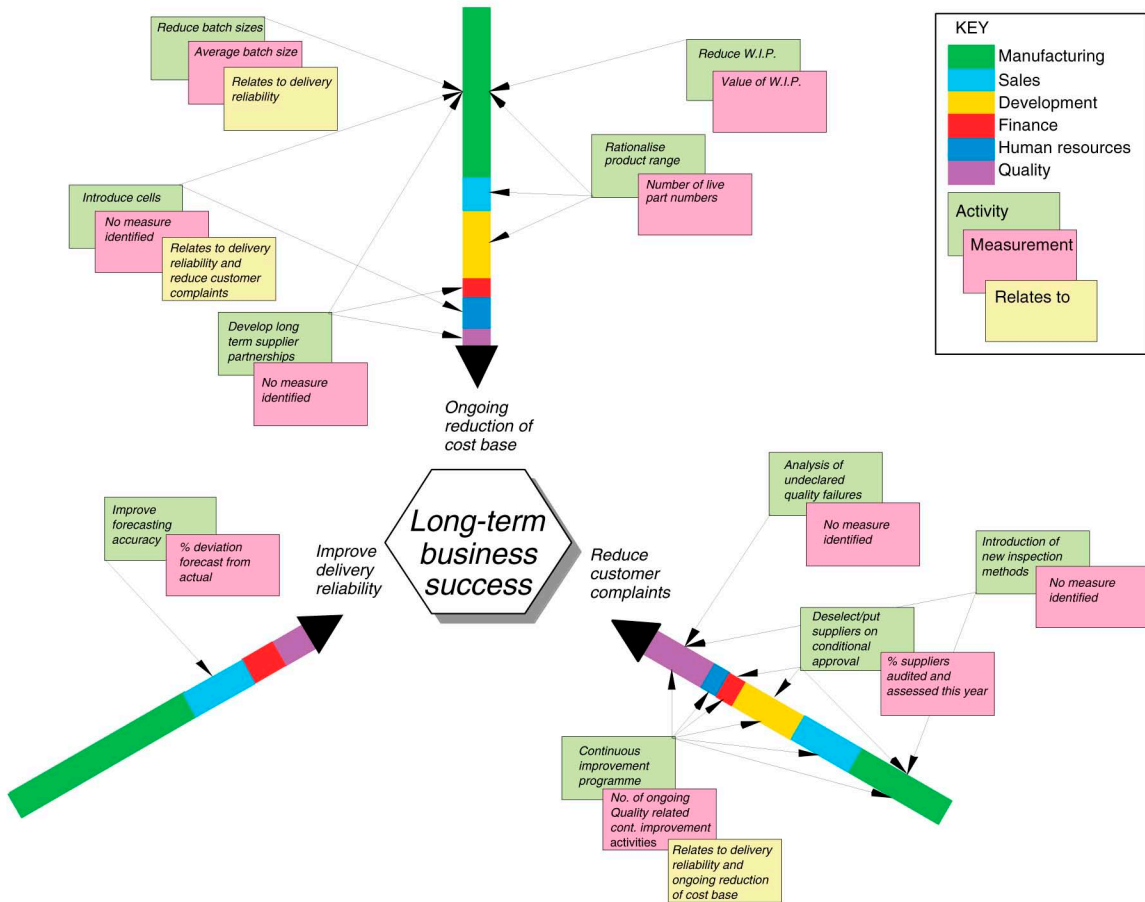 Reduce batch sizes
Average batch size
Relates to delivery
reliability
Reduce W.I.P.
Value of W.I.P.
Rationalise
product range
Number of live
part numbers
Introduce cells
No measure
identified
Relates to delivery
reliability and
reduce customer
complaints
Develop long
term supplier
partnerships
No measure
identified
KEY
Manufacturing
Sales
Development
Finance
Human resources
Quality
Activity
Measurement
Relates to
Ongoing
reduction of
cost base
Long-term
business
success
Improve
forecasting
accuracy
% deviation
forecast from
actual
Improve
delivery
reliability
Reduce
customer
complaints
Analysis of
undeclared
quality failures
No measure
identified
Introduction of
new inspection
methods
No measure
identified
Deselect/put
suppliers on
conditional
approval
% suppliers
audited and
assessed this year
Continuous
improvement
programme
No. of ongoing
Quality related
cont. improvement
activities
Relates to delivery
reliability and
ongoing reduction
of cost base